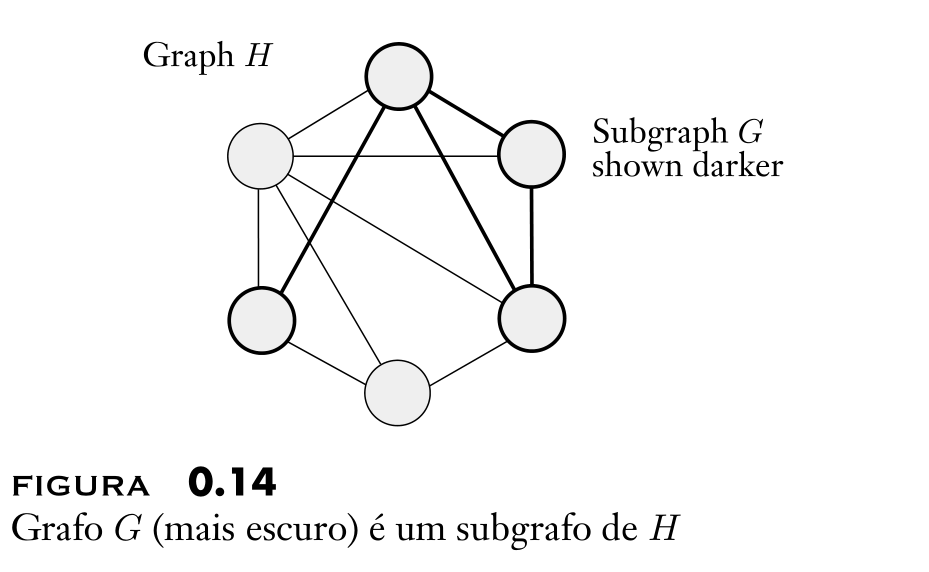 Graph H
Subgraph G
shown darker
FIGURA 0.14
Grafo G (mais escuro) é um subgrafo de H